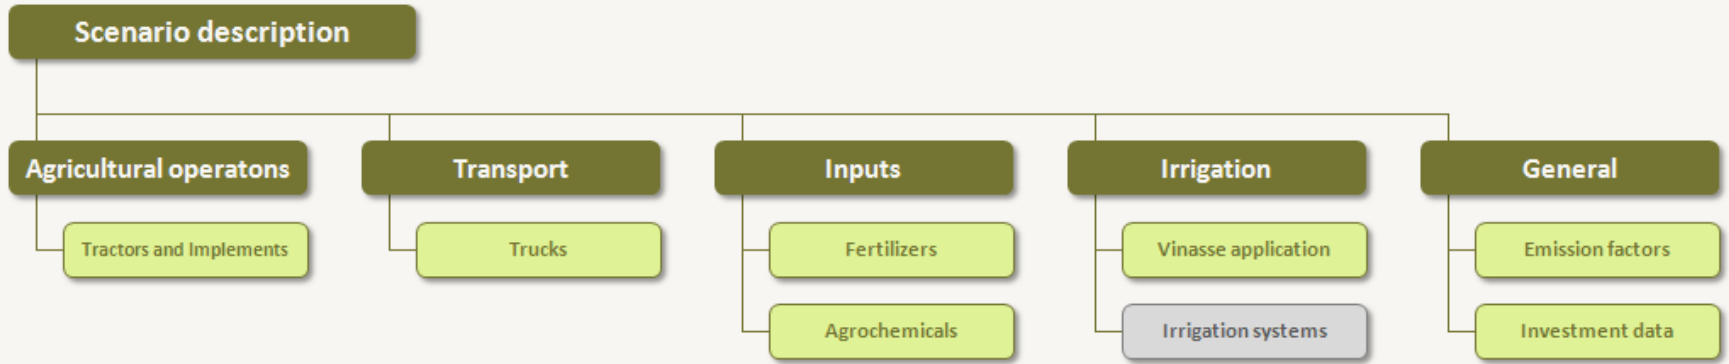 Scenario description
Agricultural operatons
Transport
Inputs
Irrigation
General
Tractors and Implements
Trucks
Fertilizers
Vinasse application
Emission factors
Agrochemicals
Irrigation systems
Investment data